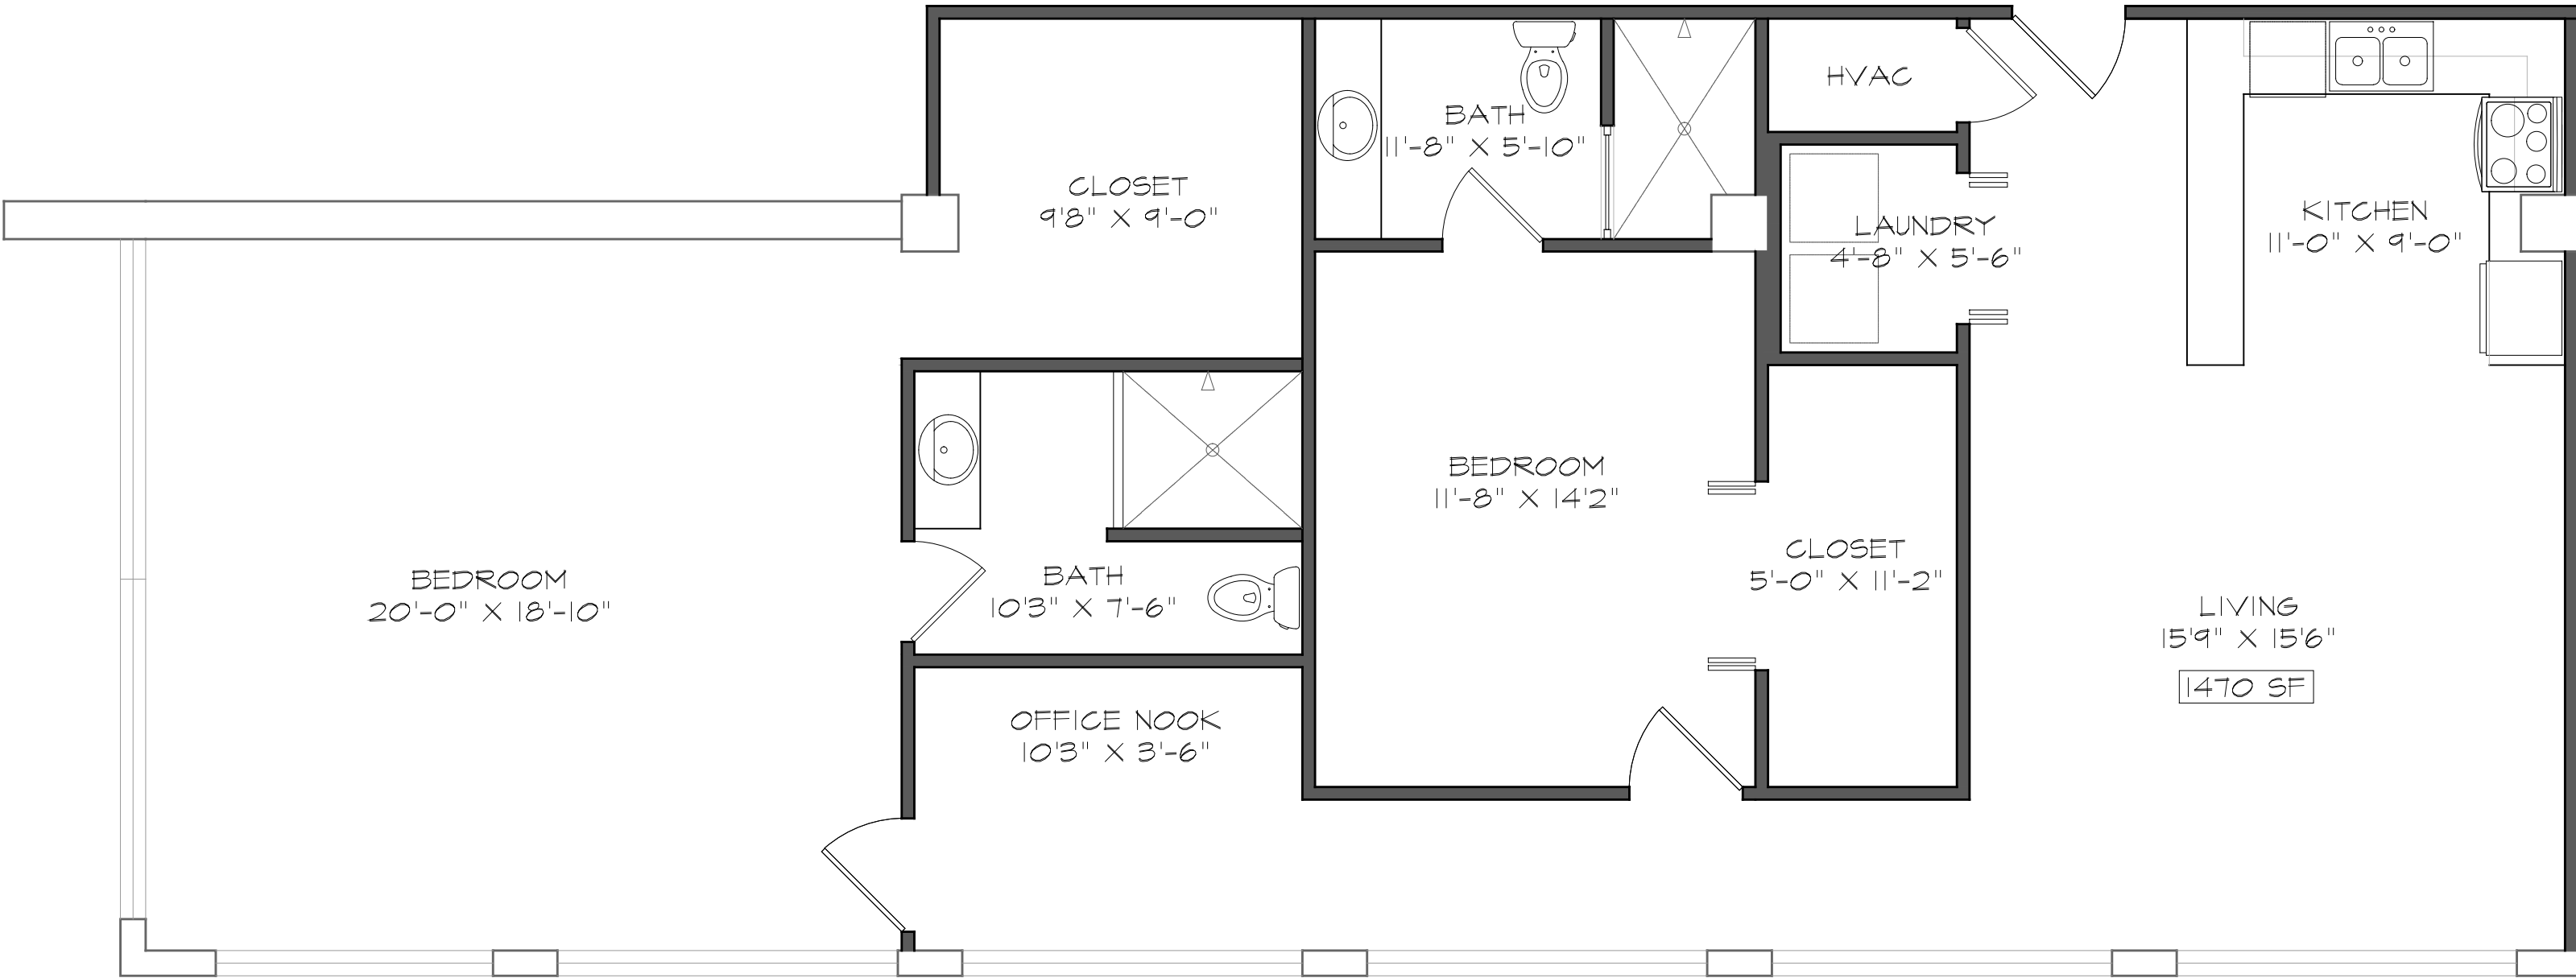 HVAC
BATH
11'-8" X 5'-10"
CLOSET
9'8" X 9'-0"
LAUNDRY
4'-8" X 5'-6"
KITCHEN
11'-0" X 9'-0"
BEDROOM
11'-8" X 14'2"
CLOSET
5'-0" X 11'-2"
BEDROOM
20'-0" X 18'-10"
BATH
10'3" X 7'-6"
LIVING
15'9" X 15'6"
1470 SF
OFFICE NOOK
10'3" X 3'-6"